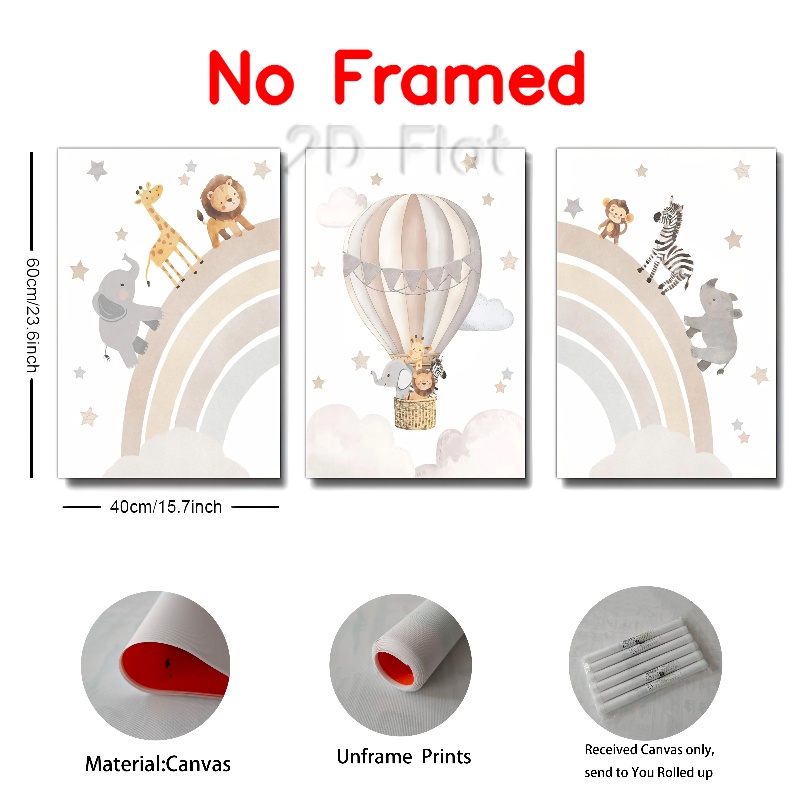 No Framed
2D Flat
60cm/23.6inch
40cm/15.7inch
Material:Canvas
Unframe Prints
Received Canvas only,
send to You Rolled up